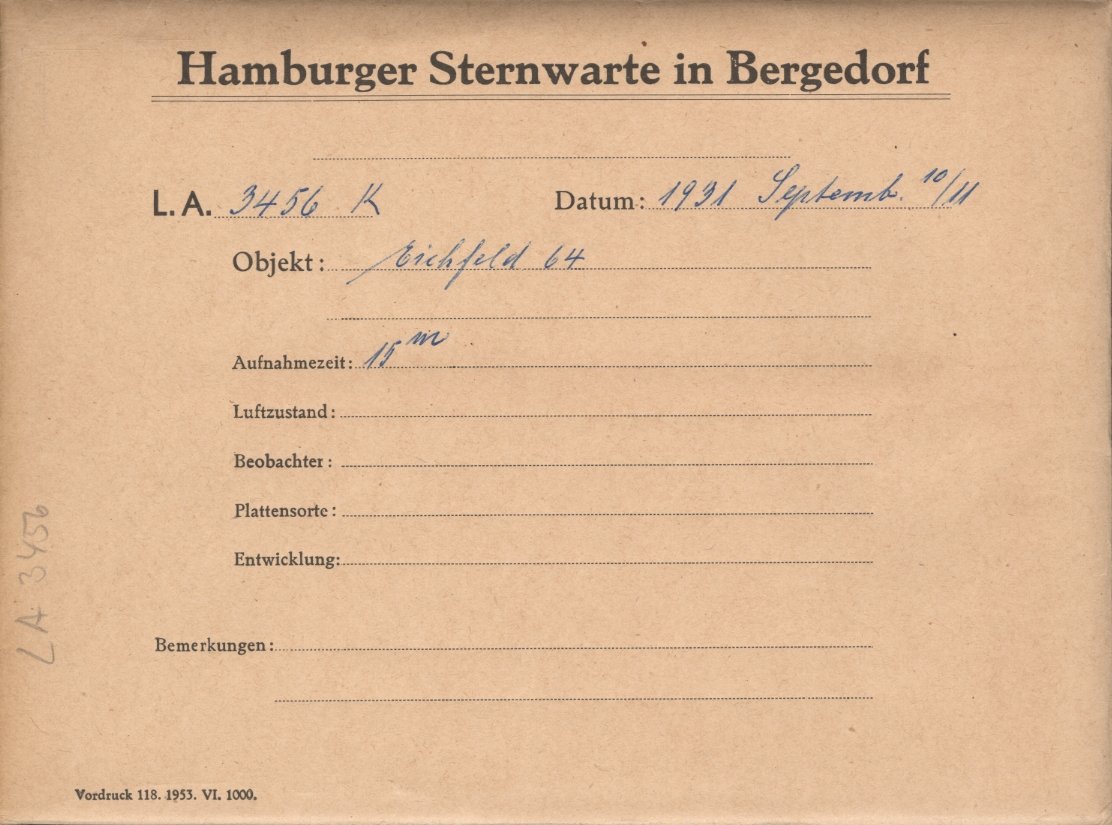 Hamburger Sternwarte in Bergedorf
L. A. 3456 K Datum: 1931 Septemb. 10/11
Objekt: Eichfeld 64
Aufnahmezeit: 15 m
Luftzustand:
Beobachter:
Plattensorte:
Entwicklung:
Bemerkungen:
LA 3456
Vordruck 118. 1953. VI. 1000.